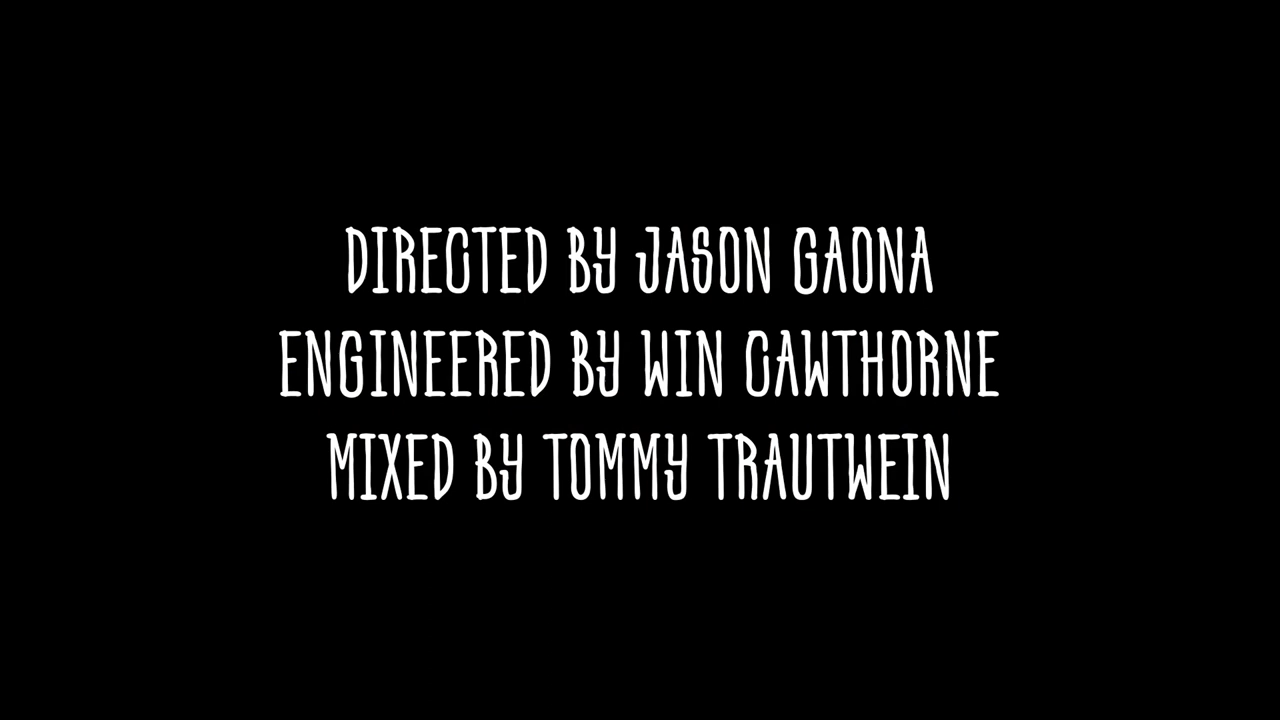 DIRECTED BY JASON GAONA
ENGINEERED BY WIN CAWTHORNE
MIXED BY TOMMY TRAUTWEIN